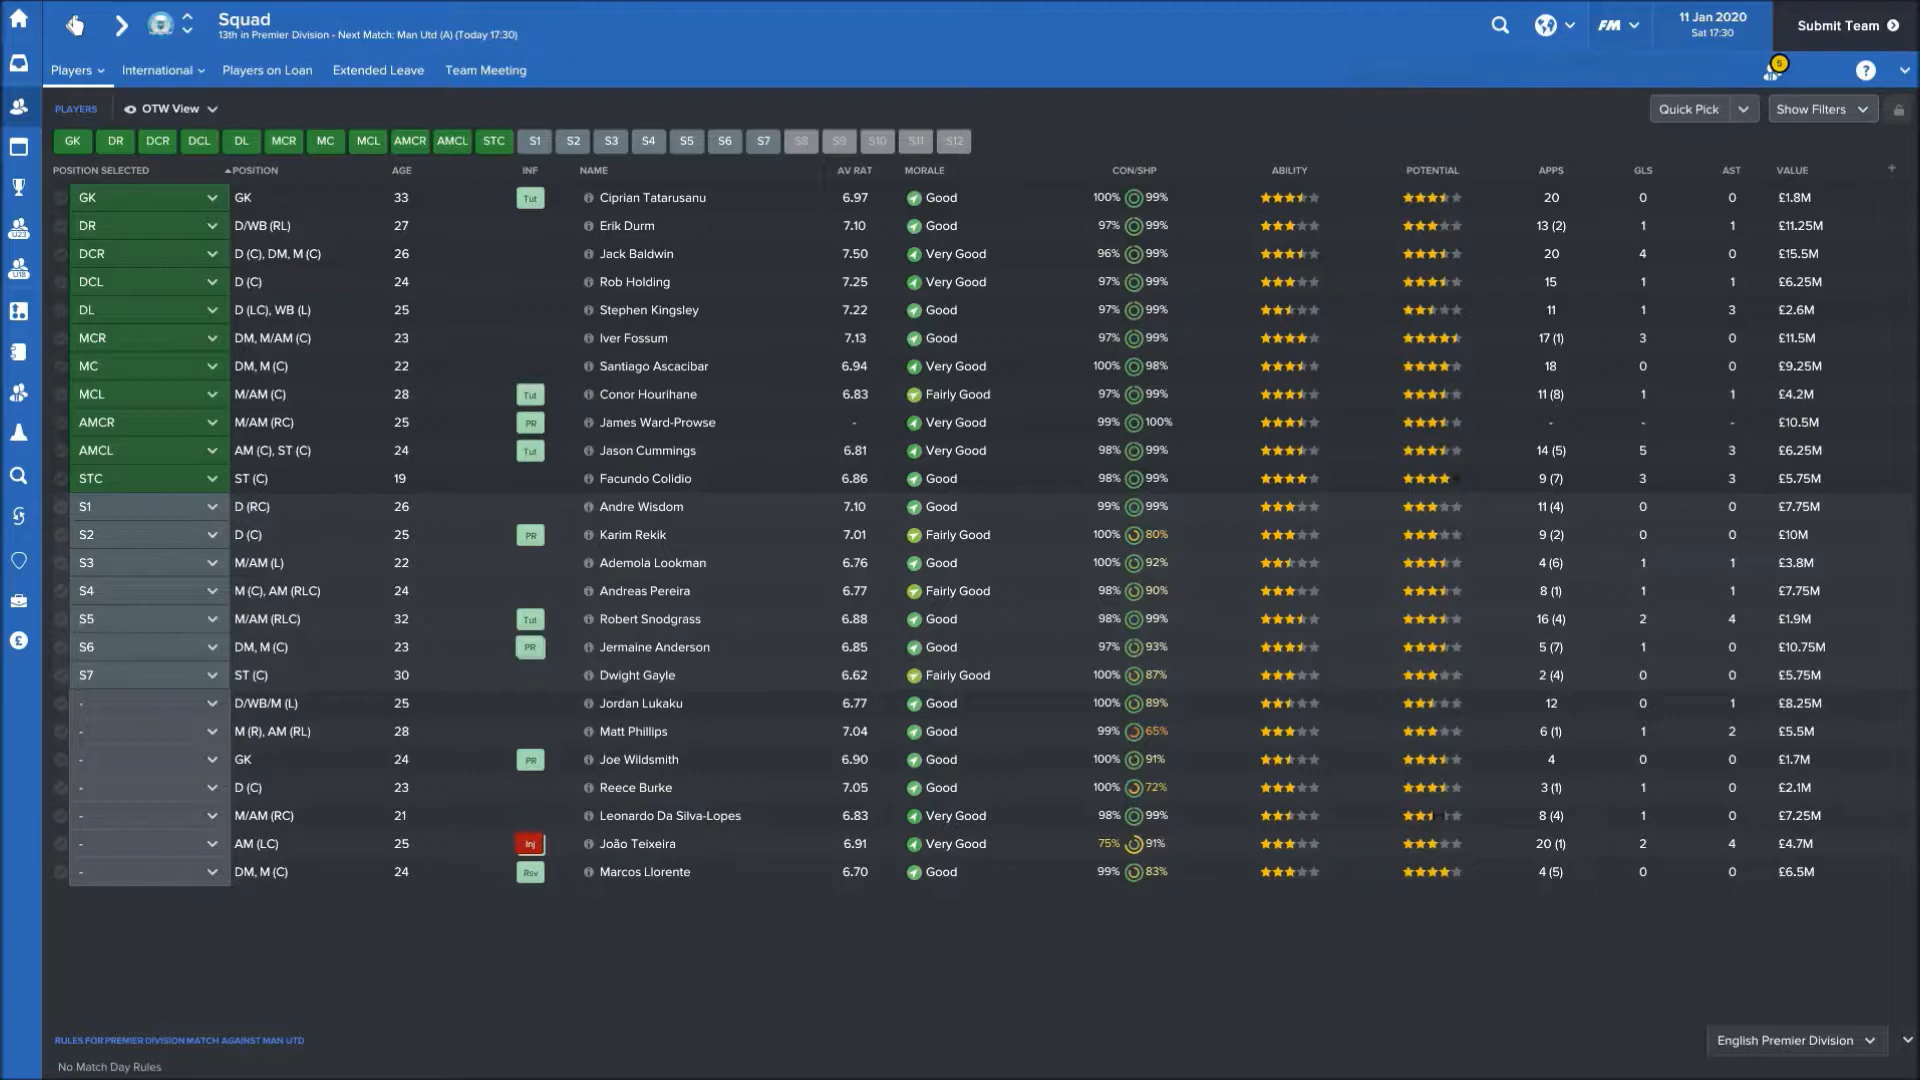 Squad
13th in Premier Division - Next Match: Man Utd (A) (Today 17:30)
FM
11 Jan 2020
Sat 17:30
Submit Team
Players
International
Players on Loan
Extended Leave
Team Meeting
5
?
PLAYERS
OTW View
Quick Pick
Show Filters
GK DR DCR DCL DL MCR MC MCL AMCR AMCL STC S1 S2 S3 S4 S5 S6 S7 S8 S9 S10 S11 S12
POSITION SELECTED POSITION AGE INF NAME AV RAT MORALE CON/SHP ABILITY POTENTIAL APPS GLS AST VALUE
GK GK 33 Tut Ciprian Tatarusanu 6.97 Good 100% 99% 20 0 0 £1.8M
DR D/WB (RL) 27 Erik Durm 7.10 Good 97% 99% 13 (2) 1 1 £11.25M
DCR D (C), DM, M (C) 26 Jack Baldwin 7.50 Very Good 96% 99% 20 4 0 £15.5M
DCL D (C) 24 Rob Holding 7.25 Very Good 97% 99% 15 1 1 £6.25M
DL D (LC), WB (L) 25 Stephen Kingsley 7.22 Good 97% 99% 11 1 3 £2.6M
MCR DM, M/AM (C) 23 Iver Fossum 7.13 Good 97% 99% 17 (1) 3 0 £11.5M
MC DM, M (C) 22 Santiago Ascacibar 6.94 Very Good 100% 98% 18 0 0 £9.25M
MCL M/AM (C) 28 Tut Conor Hourihane 6.83 Fairly Good 97% 99% 11 (8) 1 1 £4.2M
AMCR M/AM (RC) 25 PR James Ward-Prowse - Very Good 99% 100% - - - £10.5M
AMCL AM (C), ST (C) 24 Tut Jason Cummings 6.81 Very Good 98% 99% 14 (5) 5 3 £6.25M
STC ST (C) 19 Facundo Colidio 6.86 Good 98% 99% 9 (7) 3 3 £5.75M
S1 D (RC) 26 Andre Wisdom 7.10 Good 99% 99% 11 (4) 0 0 £7.75M
S2 D (C) 25 PR Karim Rekik 7.01 Fairly Good 100% 80% 9 (2) 0 0 £10M
S3 M/AM (L) 22 Ademola Lookman 6.76 Good 100% 92% 4 (6) 1 1 £3.8M
S4 M (C), AM (RLC) 24 Andreas Pereira 6.77 Fairly Good 98% 90% 8 (1) 1 1 £7.75M
S5 M/AM (RLC) 32 Tut Robert Snodgrass 6.88 Good 98% 99% 16 (4) 2 4 £1.9M
S6 DM, M (C) 23 PR Jermaine Anderson 6.85 Good 97% 93% 5 (7) 1 0 £10.75M
S7 ST (C) 30 Dwight Gayle 6.62 Fairly Good 100% 87% 2 (4) 0 0 £5.75M
- D/WB/M (L) 25 Jordan Lukaku 6.77 Good 100% 89% 12 0 1 £8.25M
- M (R), AM (RL) 28 Matt Phillips 7.04 Good 99% 65% 6 (1) 1 2 £5.5M
- GK 24 PR Joe Wildsmith 6.90 Good 100% 91% 4 0 0 £1.7M
- D (C) 23 Reece Burke 7.05 Good 100% 72% 3 (1) 1 0 £2.1M
- M/AM (RC) 21 Leonardo Da Silva-Lopes 6.83 Very Good 98% 99% 8 (4) 1 0 £7.25M
- AM (LC) 25 Inj João Teixeira 6.91 Very Good 75% 91% 20 (1) 2 4 £4.7M
- DM, M (C) 24 Rsv Marcos Llorente 6.70 Good 99% 83% 4 (5) 0 0 £6.5M
RULES FOR PREMIER DIVISION MATCH AGAINST MAN UTD
English Premier Division
No Match Day Rules
U23
U18